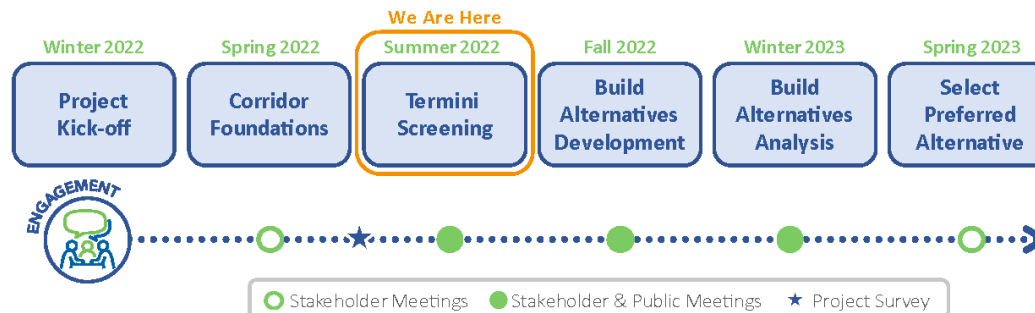 We Are Here
Winter 2022
Spring 2022
Summer 2022
Fall 2022
Winter 2023
Spring 2023
Project
Kick-off
Corridor
Foundations
Termini
Screening
Build
Alternatives
Development
Build
Alternatives
Analysis
Select
Preferred
Alternative
ENGAGEMENT
Stakeholder Meetings
Stakeholder & Public Meetings
Project Survey